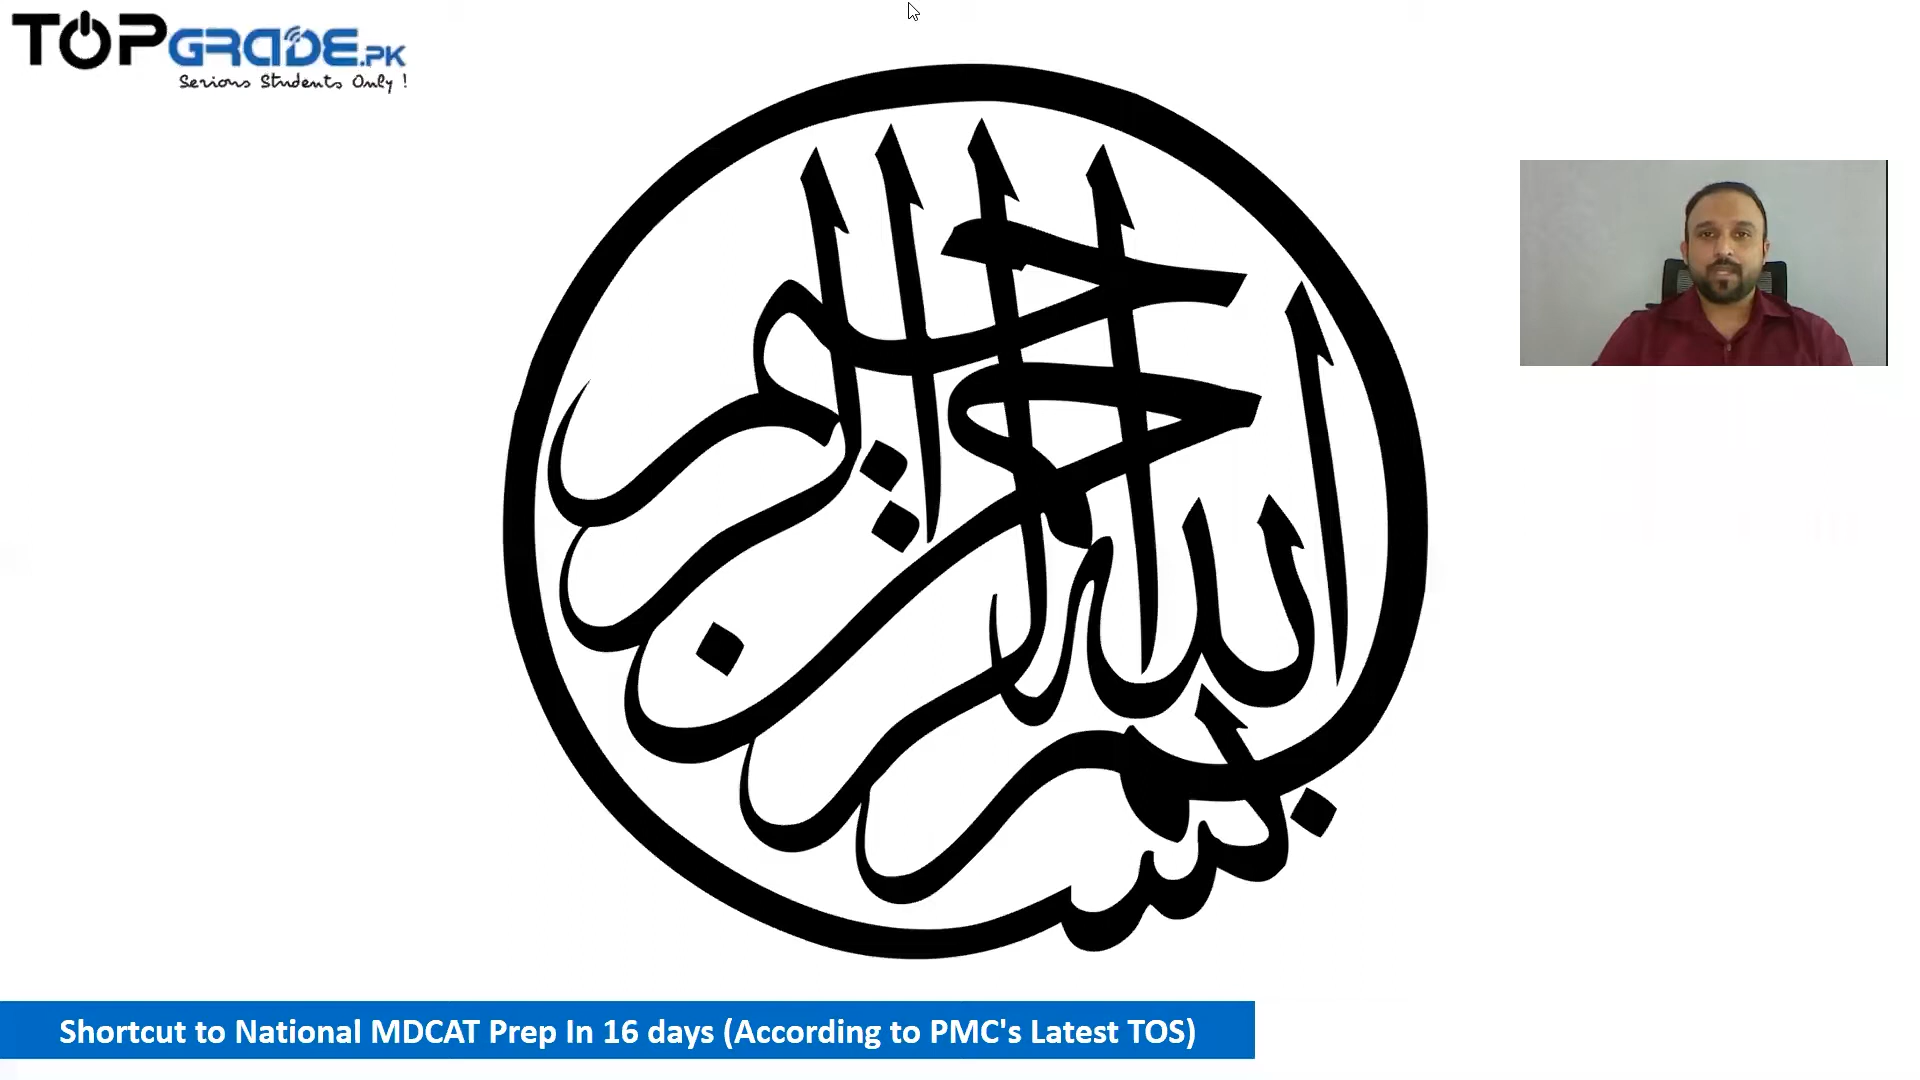 TOPGRADE.PK
Serious Students Only !
بسم الله الرحمن الرحيم
Shortcut to National MDCAT Prep In 16 days (According to PMC's Latest TOS)